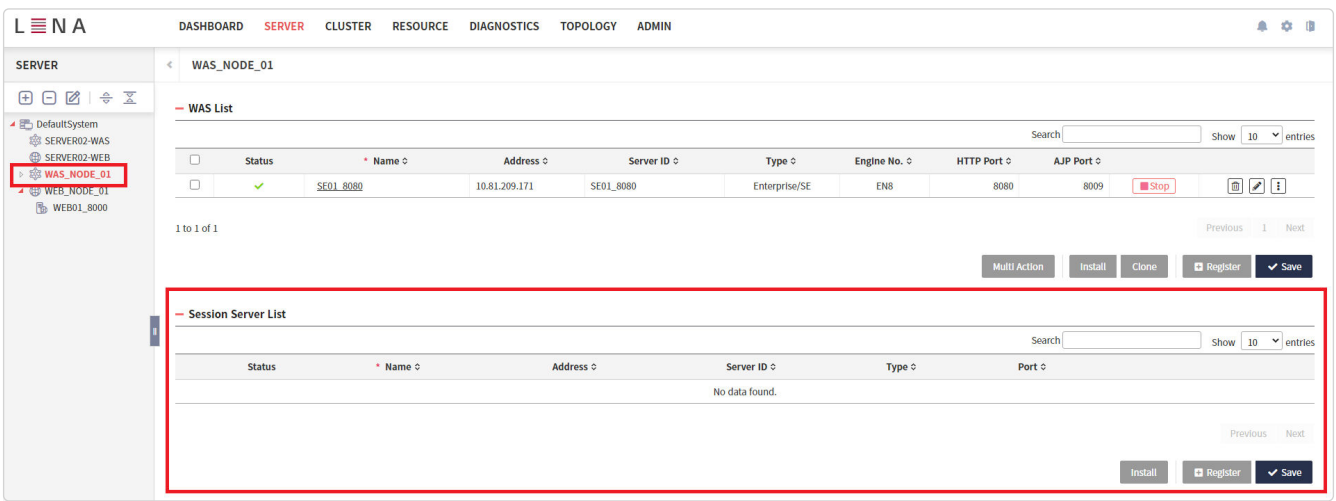 LENA
DASHBOARD SERVER CLUSTER RESOURCE DIAGNOSTICS TOPOLOGY ADMIN
SERVER
DefaultSystem
SERVER02-WAS
SERVER02-WEB
WAS_NODE_01
WEB_NODE_01
WEB01_8000
WAS_NODE_01
WAS List
Search Show 10 entries
Status * Name Address Server ID Type Engine No. HTTP Port AJP Port
SE01_8080 10.81.209.171 SE01_8080 Enterprise/SE EN8 8080 8009 Stop
1 to 1 of 1
Previous 1 Next
Multi Action Install Clone Register Save
Session Server List
Search Show 10 entries
Status * Name Address Server ID Type Port
No data found.
Previous Next
Install Register Save